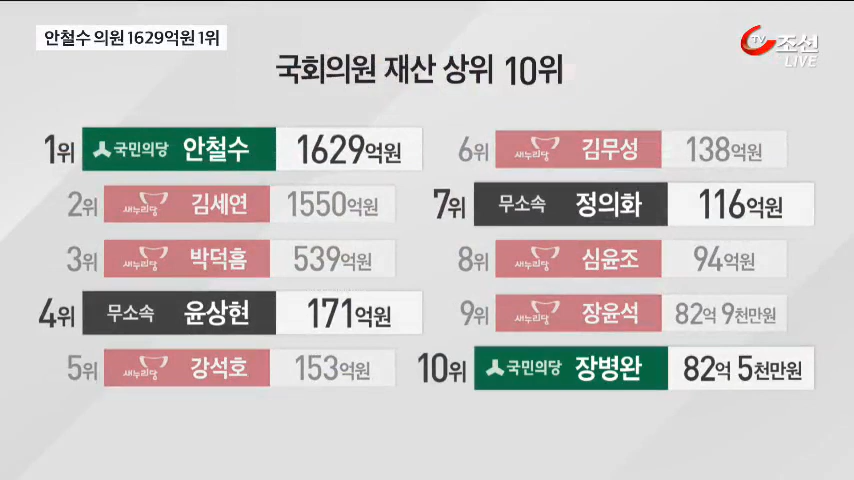 안철수 의원 1629억원 1위
TV조선
LIVE
국회의원 재산 상위 10위
1위 국민의당 안철수 1629억원
2위 새누리당 김세연 1550억원
3위 새누리당 박덕흠 539억원
4위 무소속 윤상현 171억원
5위 새누리당 강석호 153억원
6위 새누리당 김무성 138억원
7위 무소속 정의화 116억원
8위 새누리당 심윤조 94억원
9위 새누리당 장윤석 82억 9천만원
10위 국민의당 장병완 82억 5천만원